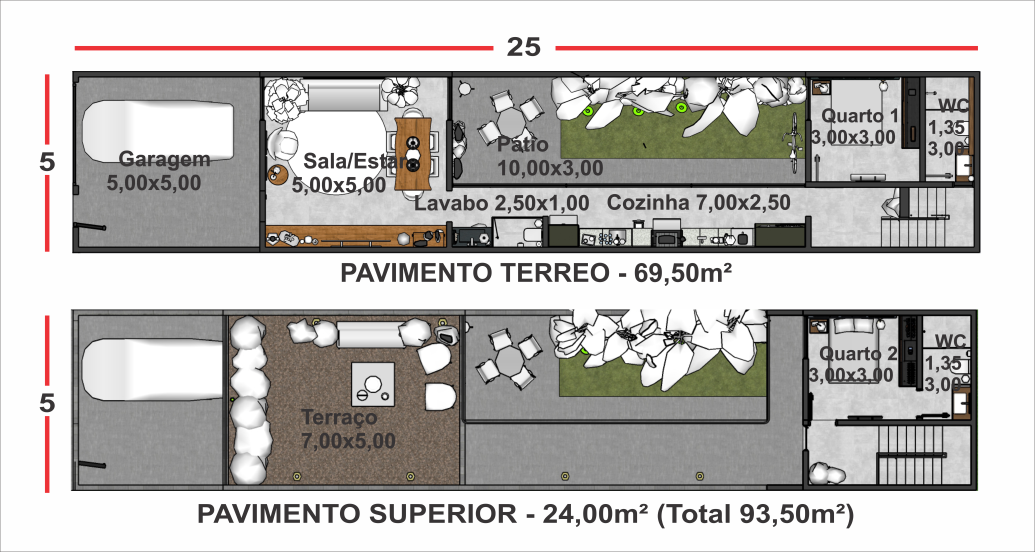 25
5
Garagem
5,00x5,00
Sala/Estar
5,00x5,00
Pátio
10,00x3,00
Quarto 1
3,00x3,00
WC
1,35
3,00
Lavabo 2,50x1,00
Cozinha 7,00x2,50
PAVIMENTO TERREO - 69,50m²
5
Terraço
7,00x5,00
Quarto 2
3,00x3,00
WC
1,35
3,00
PAVIMENTO SUPERIOR - 24,00m² (Total 93,50m²)